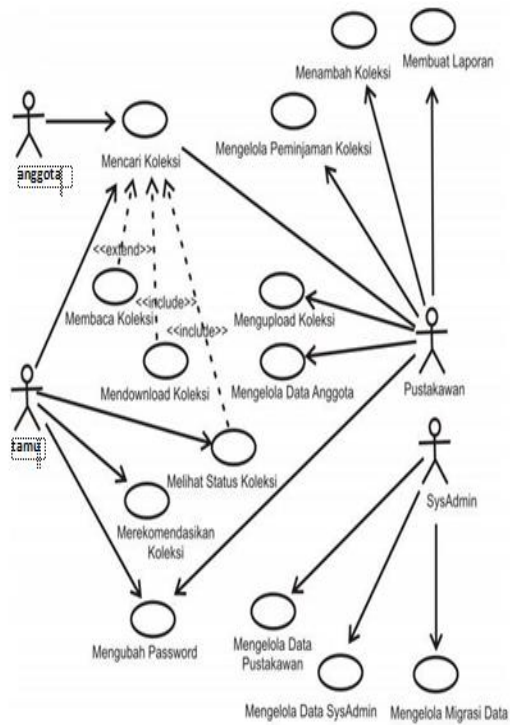 Menambah Koleksi
Membuat Laporan
Mengelola Peminjaman Koleksi
anggota
Mencari Koleksi
<<extend>>
Membaca Koleksi
<<include>>
<<include>>
Mengupload Koleksi
Mendownload Koleksi
Mengelola Data Anggota
Pustakawan
tamu
Melihat Status Koleksi
Merekomendasikan
Koleksi
SysAdmin
Mengubah Password
Mengelola Data
Pustakawan
Mengelola Data SysAdmin
Mengelola Migrasi Data